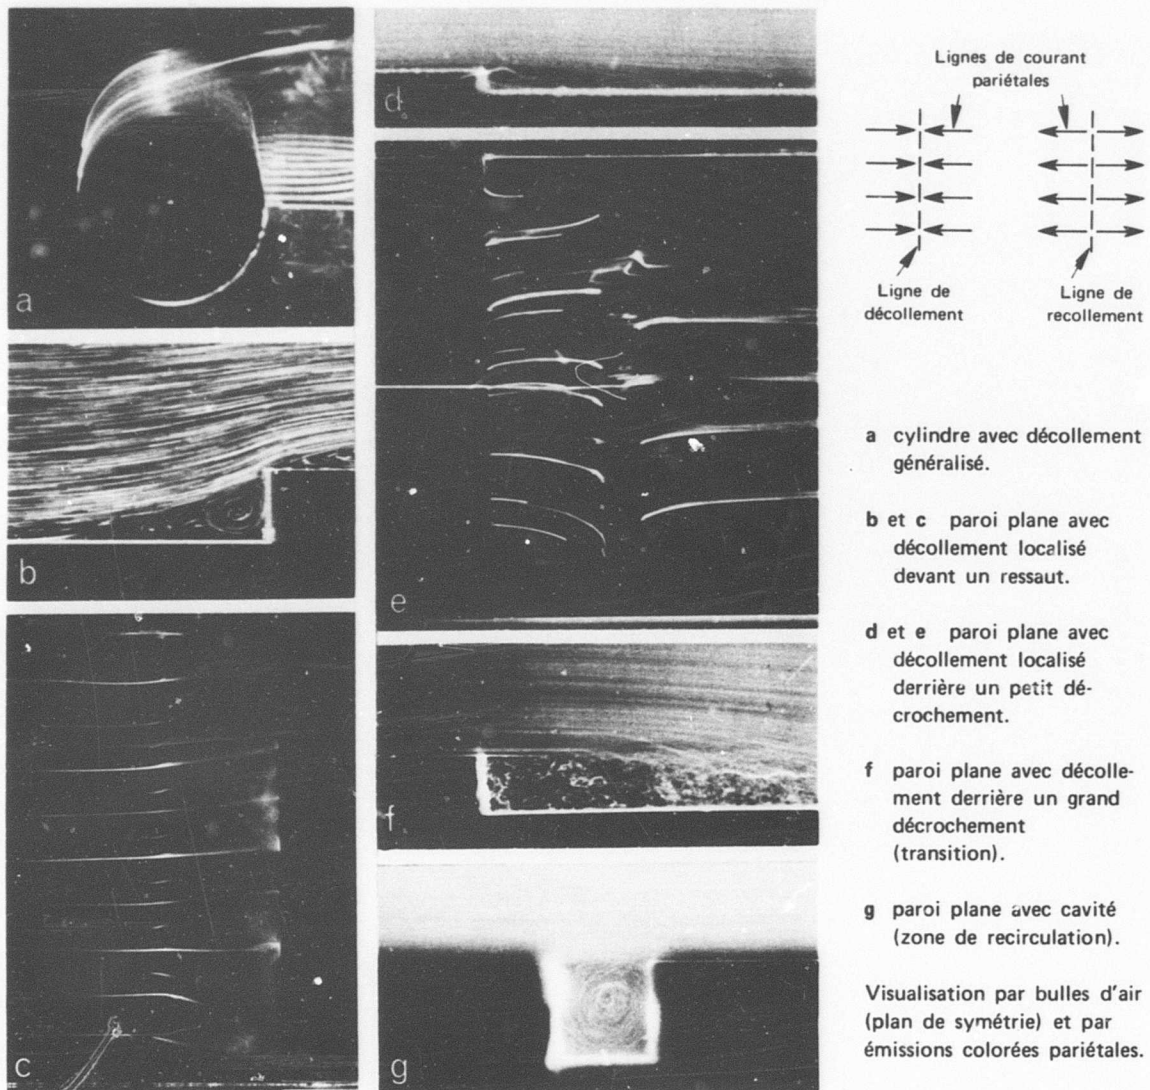 a
b
c
d
e
f
g
Lignes de courant
pariétales
Ligne de
décollement
Ligne de
recollement
a cylindre avec décollement
généralisé.
b et c paroi plane avec
décollement localisé
devant un ressaut.
d et e paroi plane avec
décollement localisé
derrière un petit dé-
crochement.
f paroi plane avec décolle-
ment derrière un grand
décrochement
(transition).
g paroi plane avec cavité
(zone de recirculation).
Visualisation par bulles d'air
(plan de symétrie) et par
émissions colorées pariétales.